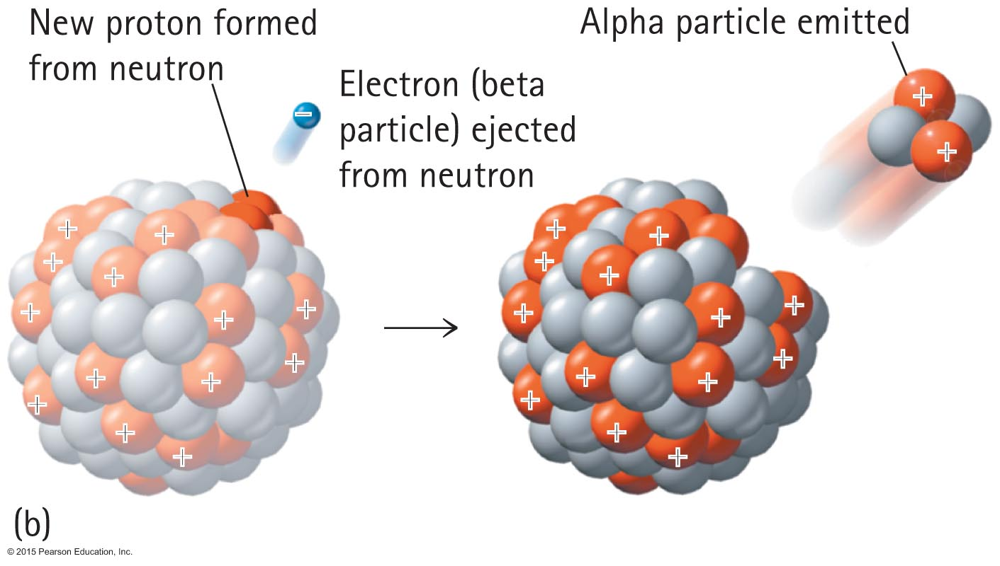 New proton formed
from neutron
Electron (beta
particle) ejected
from neutron
Alpha particle emitted
(b)
© 2015 Pearson Education, Inc.